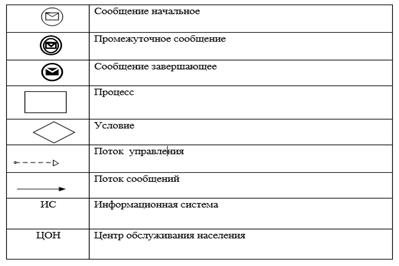 Сообщение начальное
Промежуточное сообщение
Сообщение завершающее
Процесс
Условие
Поток управления
Поток сообщений
ИС Информационная система
ЦОН Центр обслуживания населения